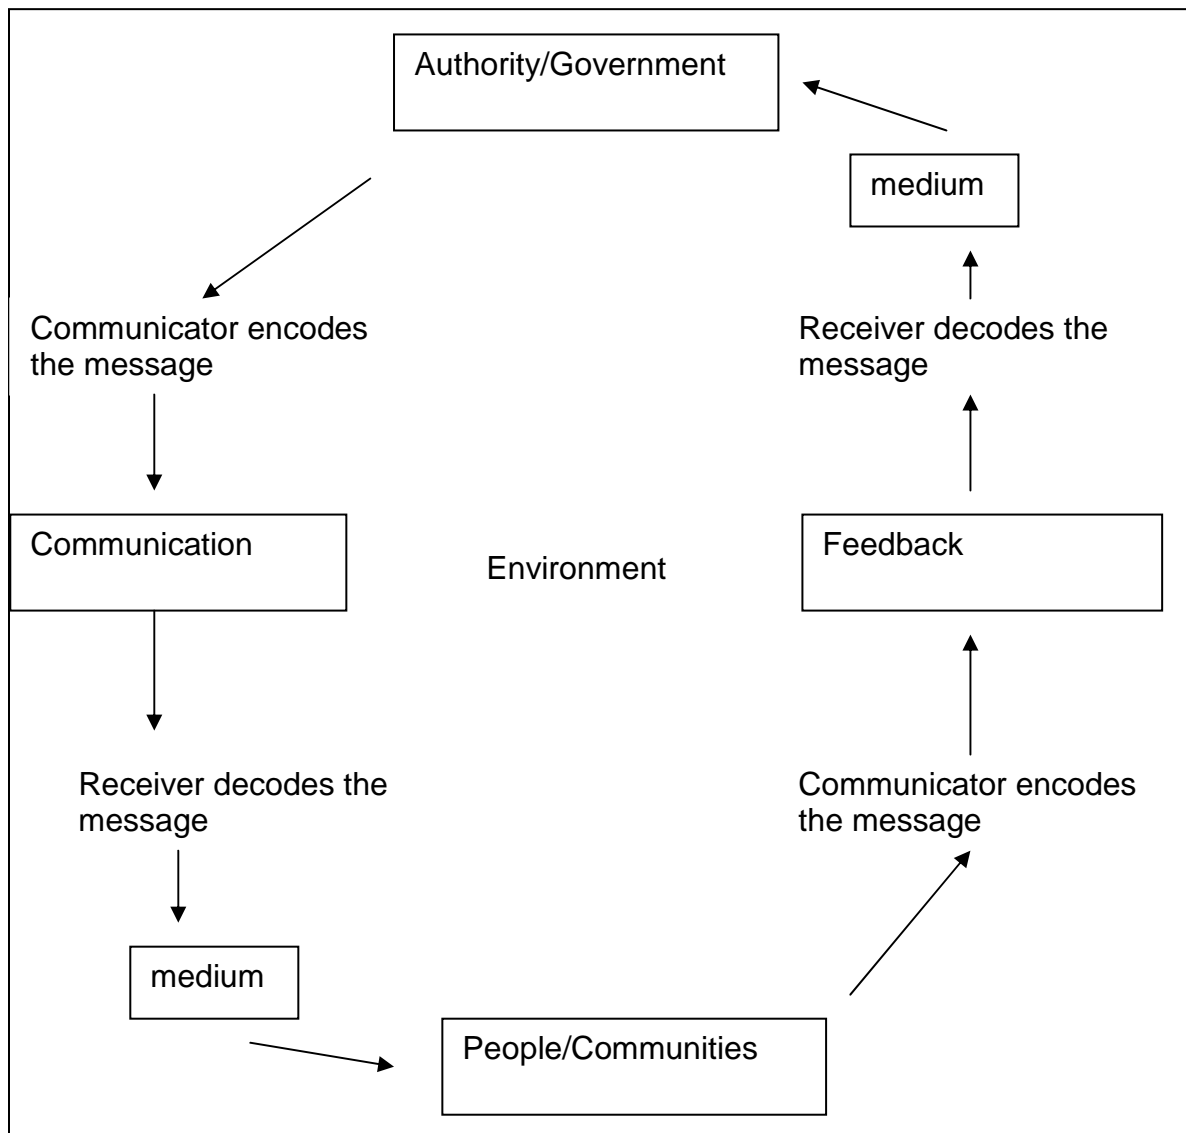 Authority/Government
medium
Communicator encodes
the message
Receiver decodes the
message
Communication
Environment
Feedback
Receiver decodes the
message
Communicator encodes
the message
medium
People/Communities